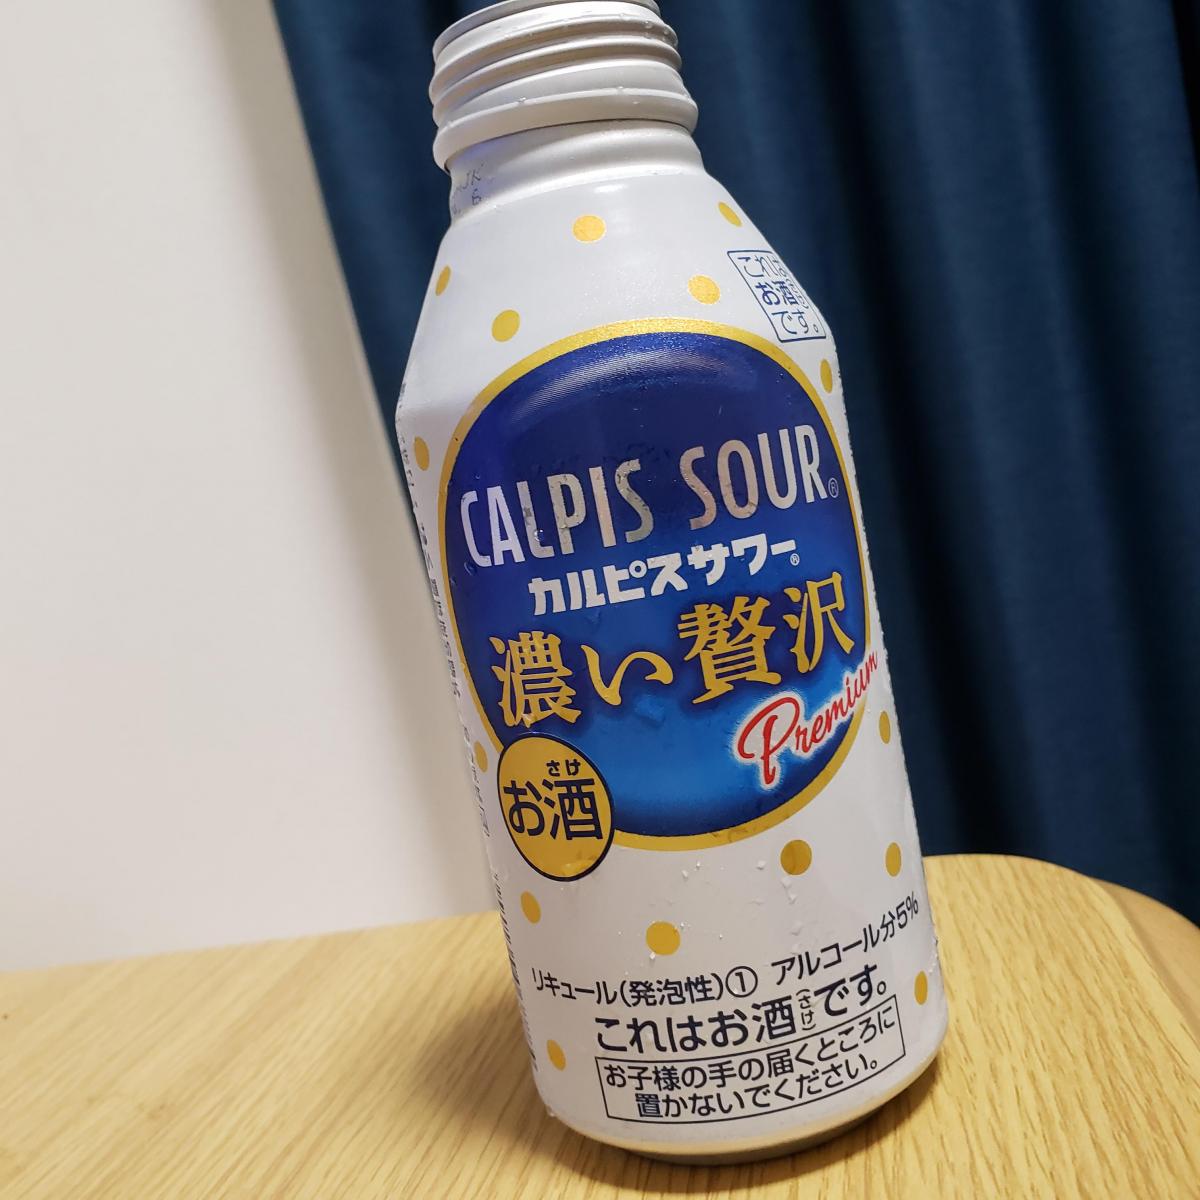 これは
お酒
です。
CALPIS SOUR®
カルピスサワー®
濃い贅沢
Premium
さけ
お酒
リキュール(発泡性)① アルコール分5%
これはお酒(さけ)です。
お子様の手の届くところに
置かないでください。